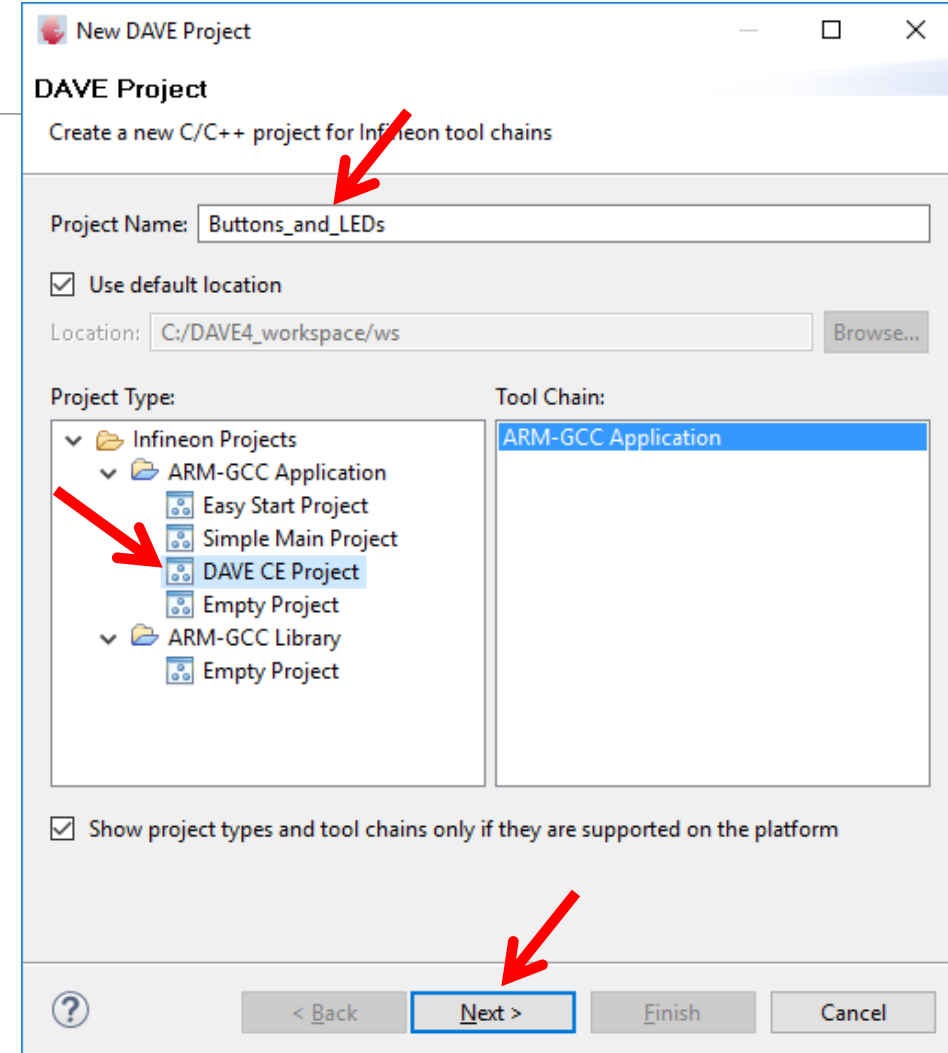 New DAVE Project
DAVE Project
Create a new C/C++ project for Infineon tool chains
Project Name: Buttons_and_LEDs
Use default location
Location: C:/DAVE4_workspace/ws Browse...
Project Type: Tool Chain:
Infineon Projects ARM-GCC Application
ARM-GCC Application
Easy Start Project
Simple Main Project
DAVE CE Project
Empty Project
ARM-GCC Library
Empty Project
Show project types and tool chains only if they are supported on the platform
? < Back Next > Finish Cancel